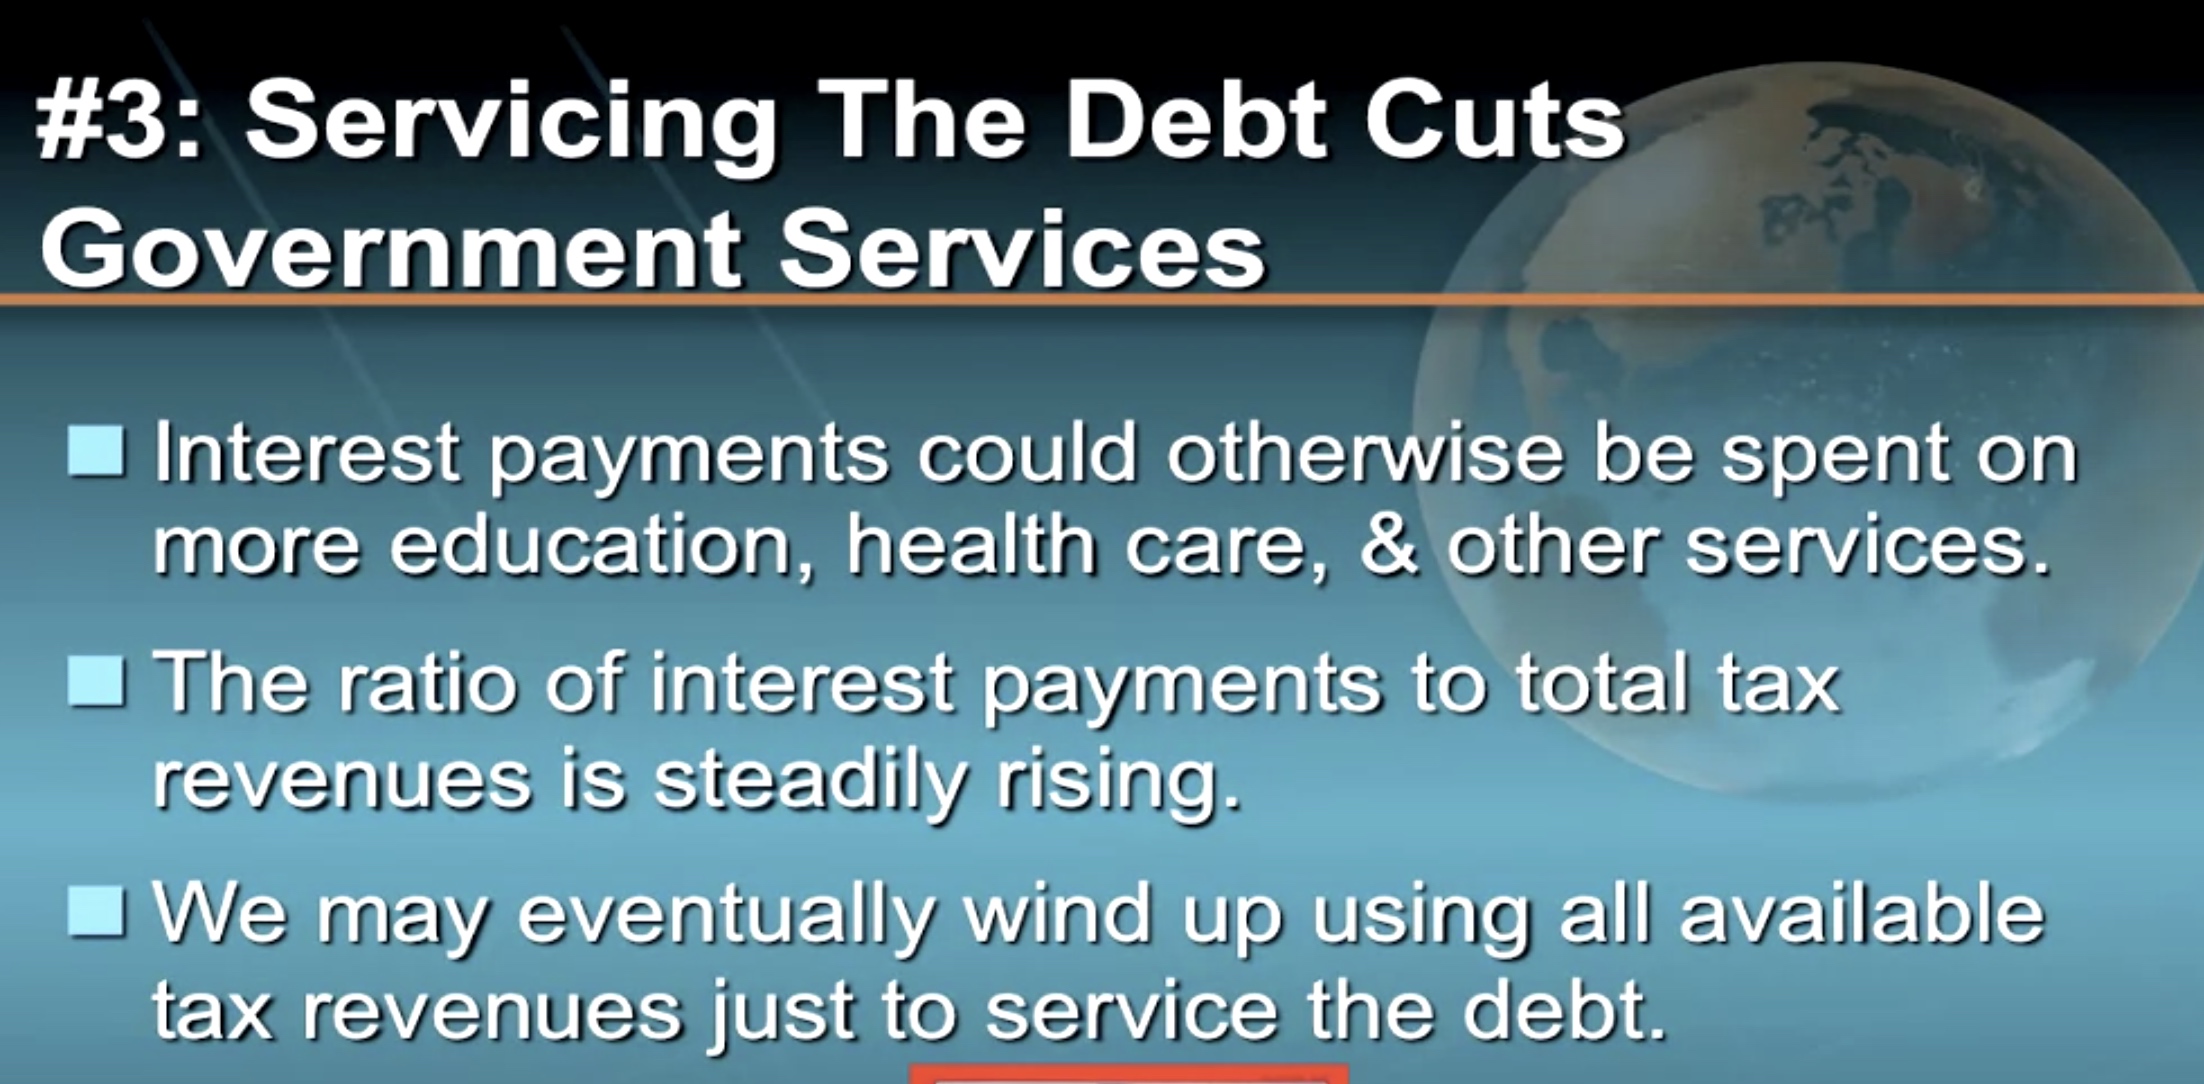 #3: Servicing The Debt Cuts
Government Services
Interest payments could otherwise be spent on
more education, health care, & other services.
The ratio of interest payments to total tax
revenues is steadily rising.
We may eventually wind up using all available
tax revenues just to service the debt.